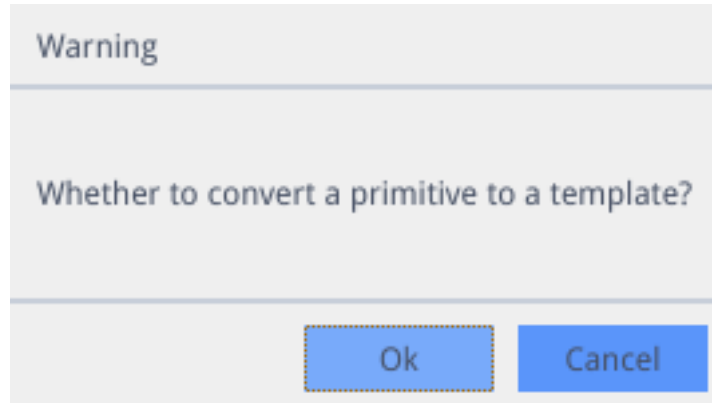 Warning
Whether to convert a primitive to a template?
Ok
Cancel